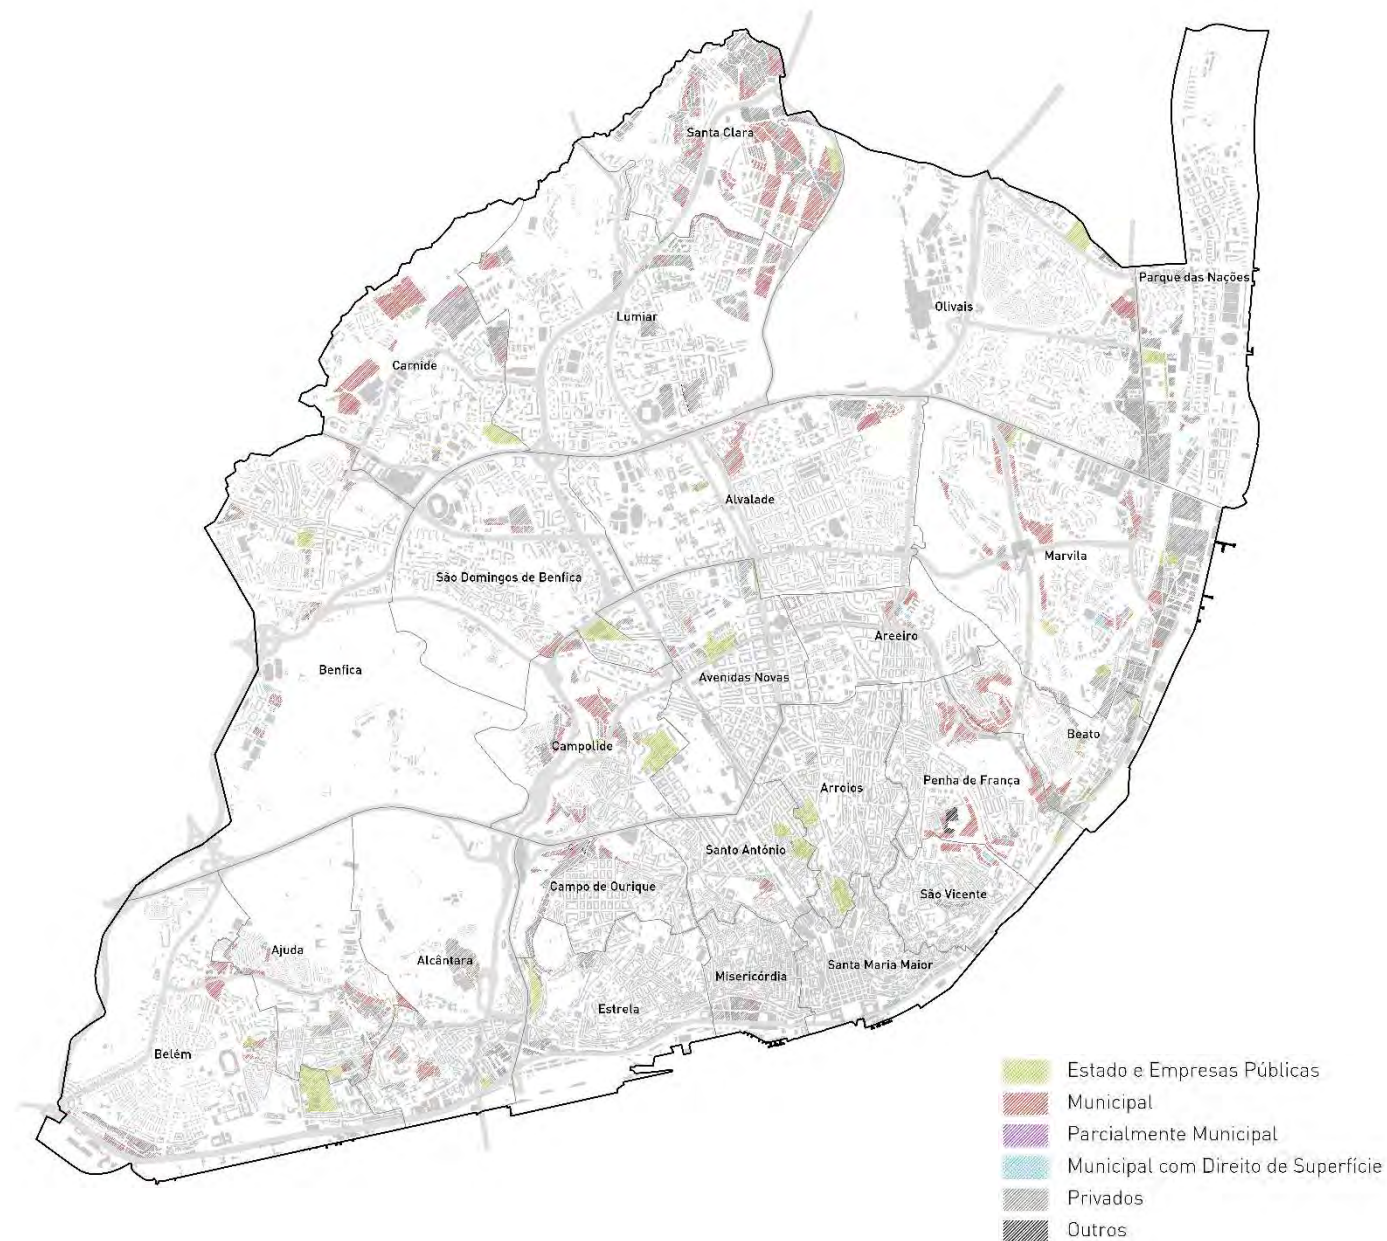 Santa Clara
Parque das Nações
Olivais
Lumiar
Carnide
Alvalade
Marvila
São Domingos de Benfica
Areeiro
Benfica
Avenidas Novas
Beato
Campolide
Penha de França
Arroios
Santo António
Campo de Ourique
São Vicente
Ajuda
Alcântara
Santa Maria Maior
Misericórdia
Estrela
Belém
Estado e Empresas Públicas
Municipal
Parcialmente Municipal
Municipal com Direito de Superfície
Privados
Outros